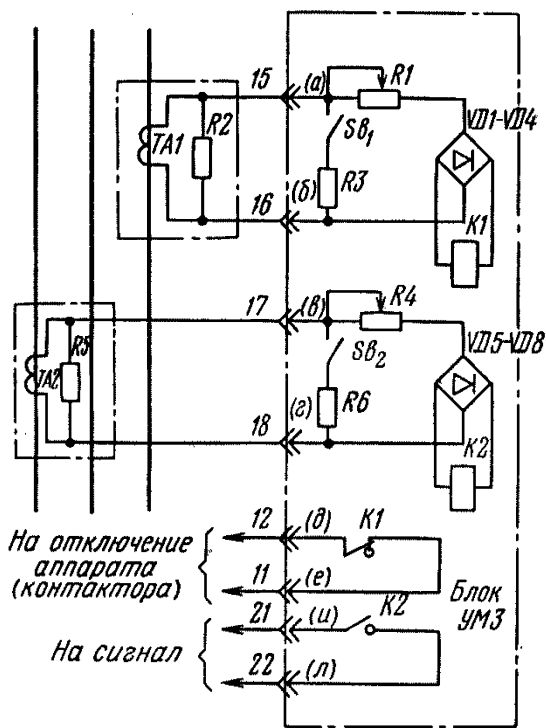 15 (а) R1
VD1-VD4
TA1 R2 SB₁
R3 K1
16 (б)
17 (в) R4
VD5-VD8
TA2 R5 SB₂
R6 K2
18 (г)
На отключение
аппарата
(контактора)
12 (д) K1
11 (е)
Блок
УМЗ
На сигнал
21 (и) K2
22 (л)